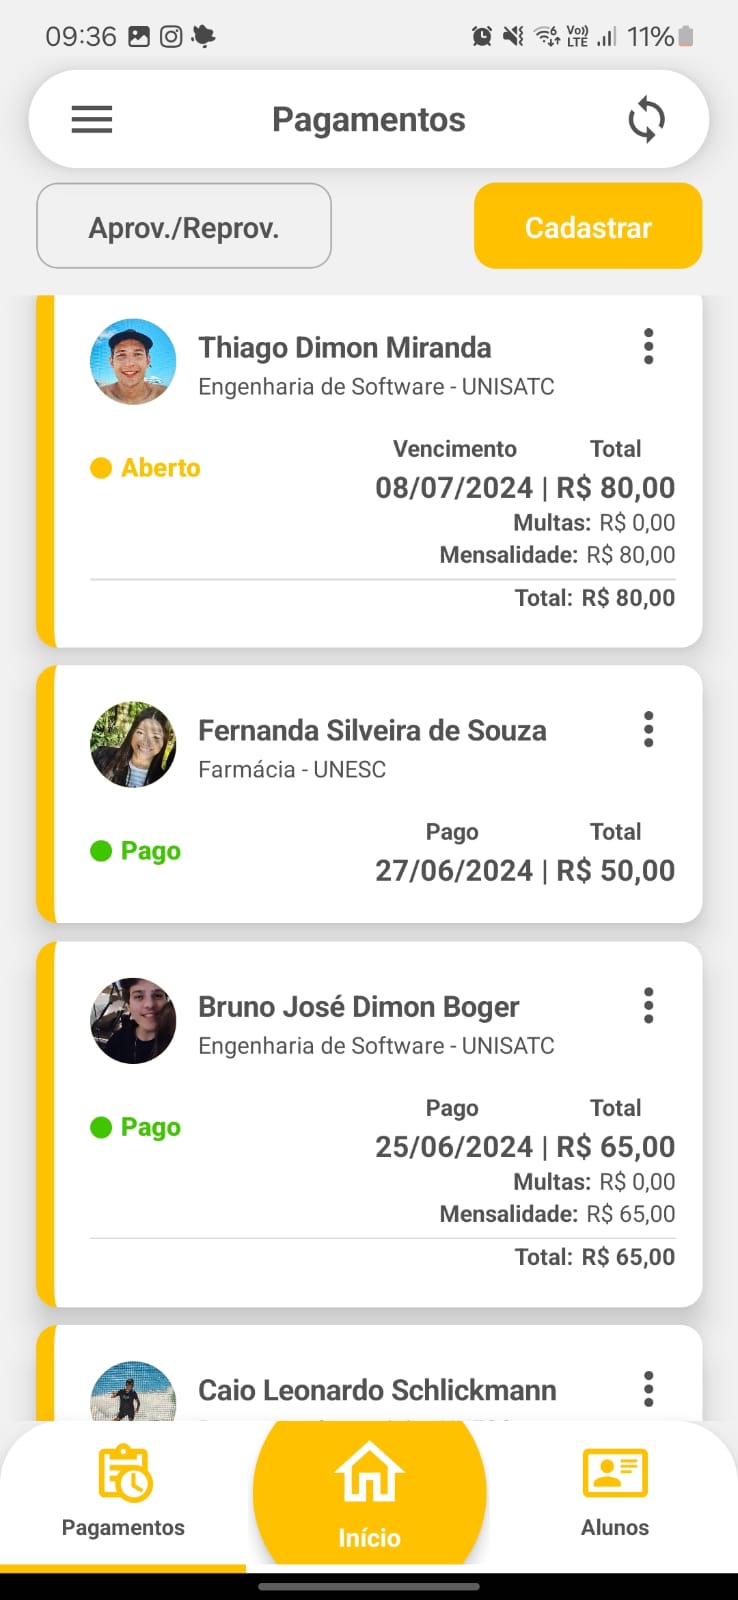 09:36 Vo)) LTE 11%
Pagamentos
Aprov./Reprov. Cadastrar
Thiago Dimon Miranda
Engenharia de Software - UNISATC
Vencimento Total
Aberto
08/07/2024 | R$ 80,00
Multas: R$ 0,00
Mensalidade: R$ 80,00
Total: R$ 80,00
Fernanda Silveira de Souza
Farmácia - UNESC
Pago Total
Pago
27/06/2024 | R$ 50,00
Bruno José Dimon Boger
Engenharia de Software - UNISATC
Pago Total
Pago
25/06/2024 | R$ 65,00
Multas: R$ 0,00
Mensalidade: R$ 65,00
Total: R$ 65,00
Caio Leonardo Schlickmann
Pagamentos Início Alunos